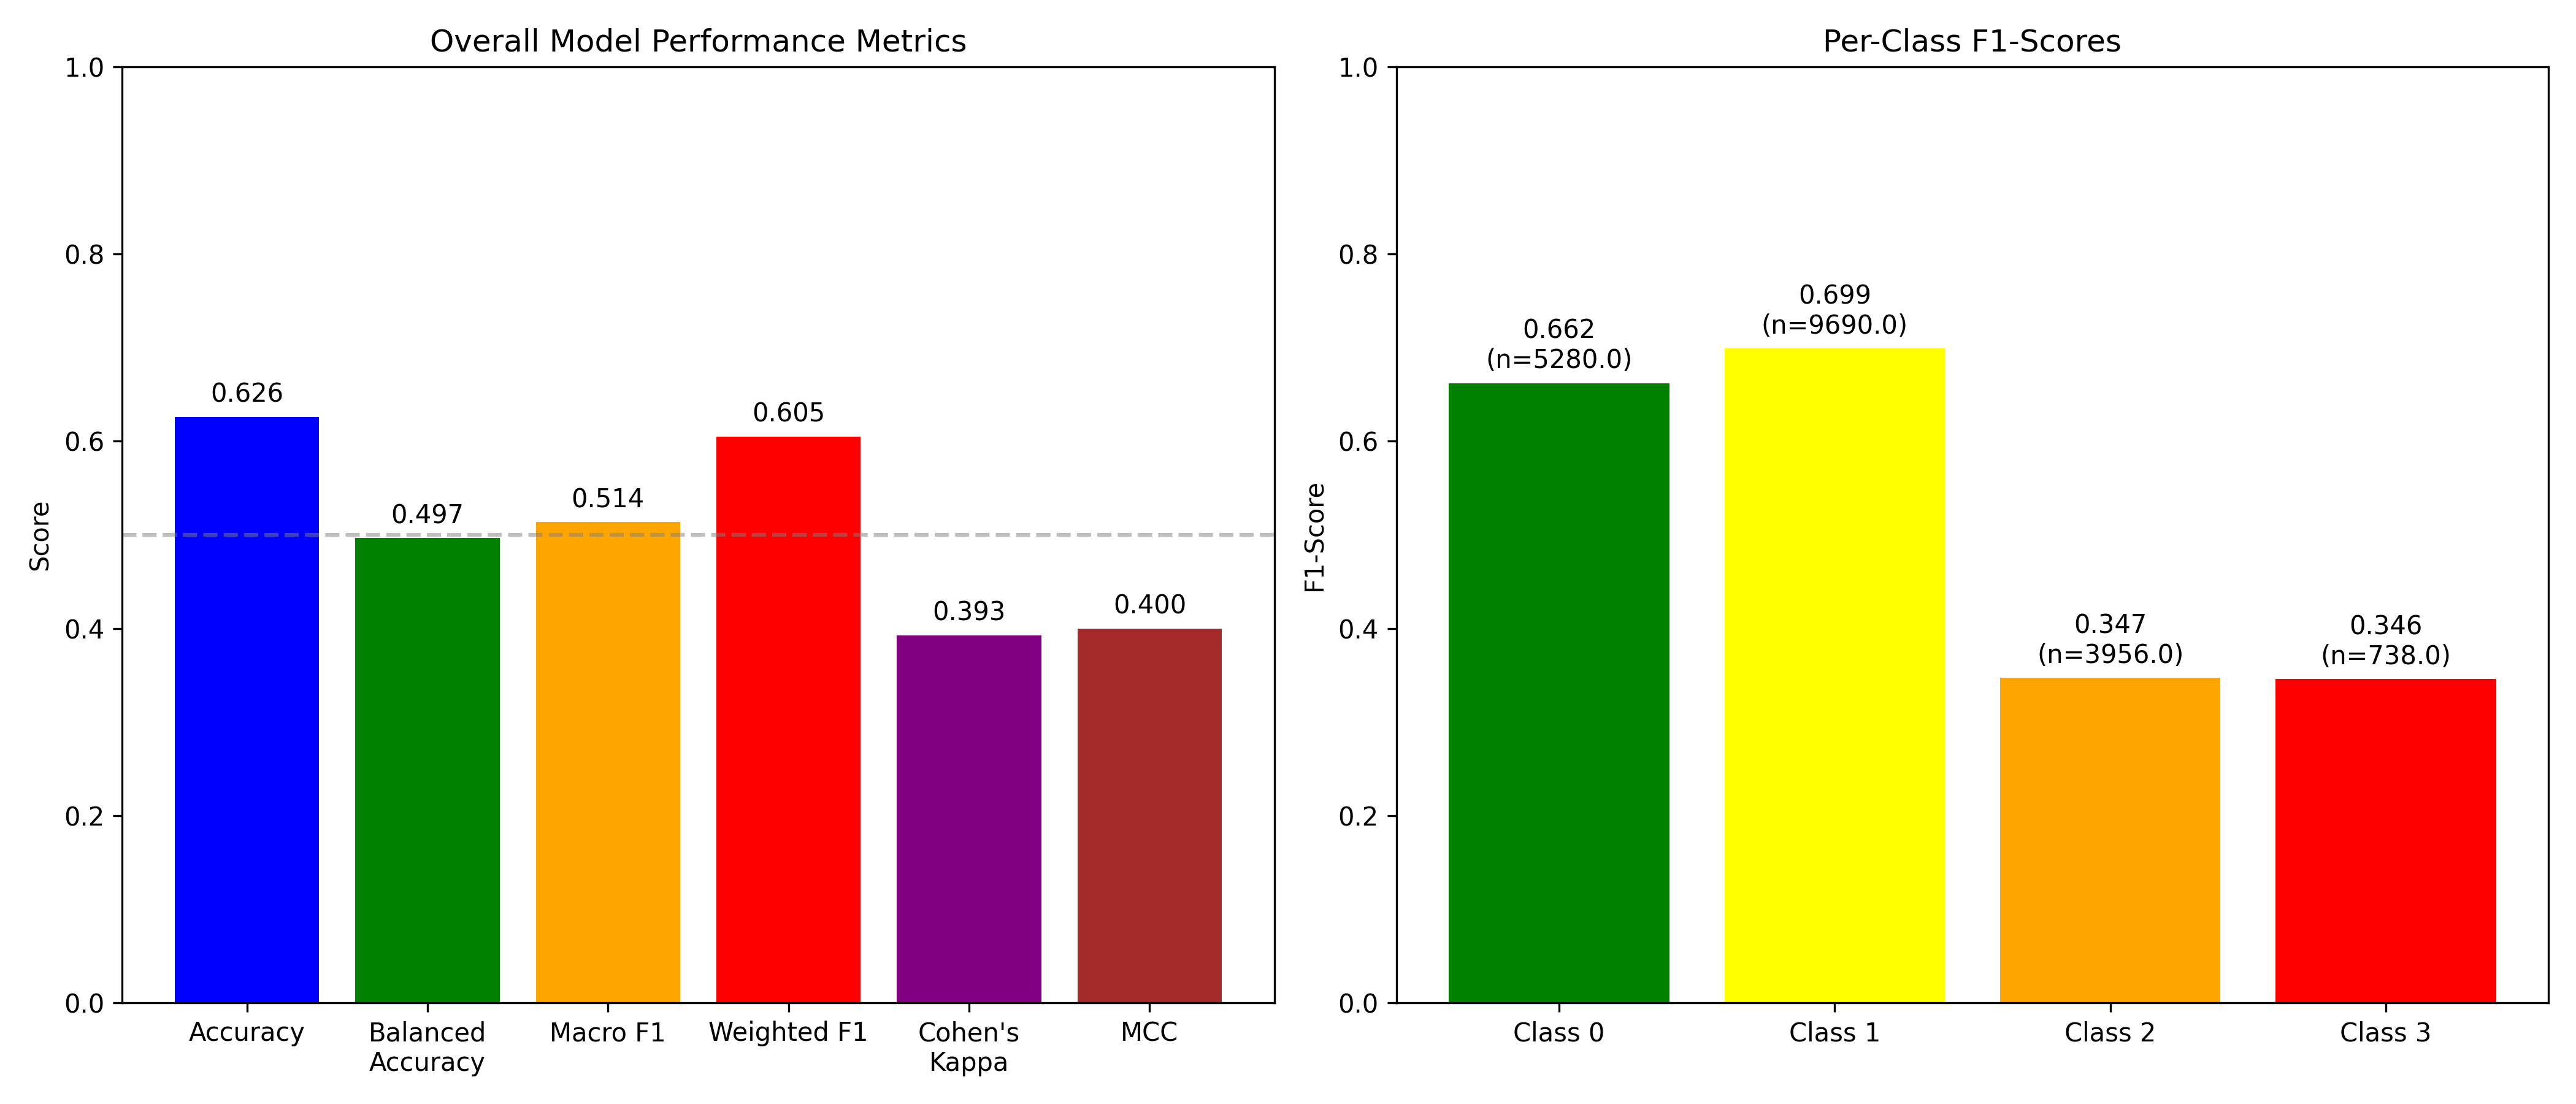 Overall Model Performance Metrics
1.0
0.8
0.6
0.4
0.2
0.0
Score
0.626
0.497
0.514
0.605
0.393
0.400
Accuracy
Balanced
Accuracy
Macro F1
Weighted F1
Cohen's
Kappa
MCC
Per-Class F1-Scores
1.0
0.8
0.6
0.4
0.2
0.0
F1-Score
0.662
(n=5280.0)
0.699
(n=9690.0)
0.347
(n=3956.0)
0.346
(n=738.0)
Class 0
Class 1
Class 2
Class 3